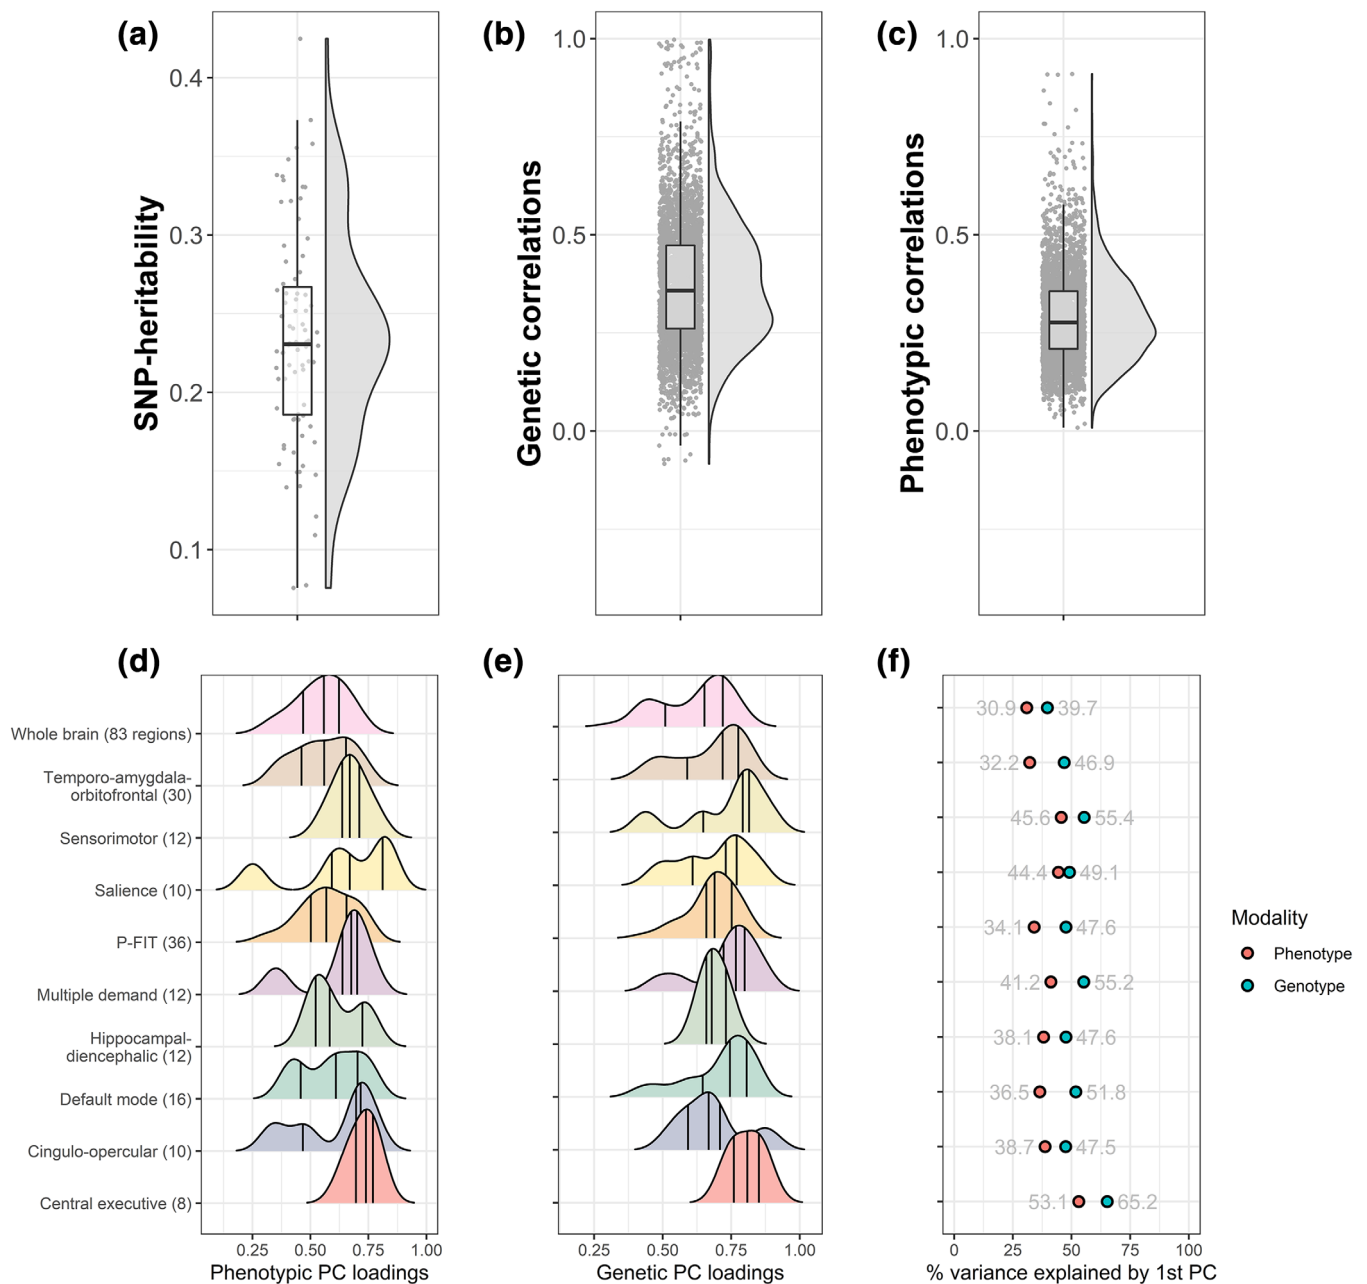 (a)
(b)
(c)
SNP-heritability
0.4
0.3
0.2
0.1
Genetic correlations
1.0
0.5
0.0
Phenotypic correlations
1.0
0.5
0.0
(d)
(e)
(f)
Whole brain (83 regions)
Temporo-amygdala-
orbitofrontal (30)
Sensorimotor (12)
Salience (10)
P-FIT (36)
Multiple demand (12)
Hippocampal-
diencephalic (12)
Default mode (16)
Cingulo-opercular (10)
Central executive (8)
0.25 0.50 0.75 1.00
Phenotypic PC loadings
0.25 0.50 0.75 1.00
Genetic PC loadings
30.9 39.7
32.2 46.9
45.6 55.4
44.4 49.1
34.1 47.6
41.2 55.2
38.1 47.6
36.5 51.8
38.7 47.5
53.1 65.2
0 25 50 75 100
% variance explained by 1st PC
Modality
Phenotype
Genotype